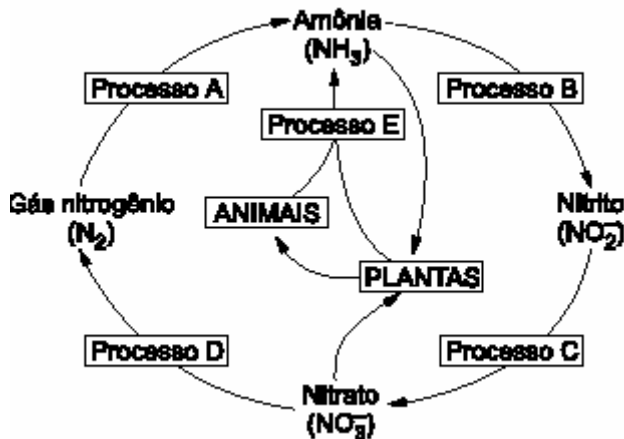 Amônia
(NH₃)
Processo A
Processo B
Processo E
Gás nitrogênio
(N₂)
ANIMAIS
Nitrito
(NO₂⁻)
PLANTAS
Processo D
Processo C
Nitrato
(NO₃⁻)